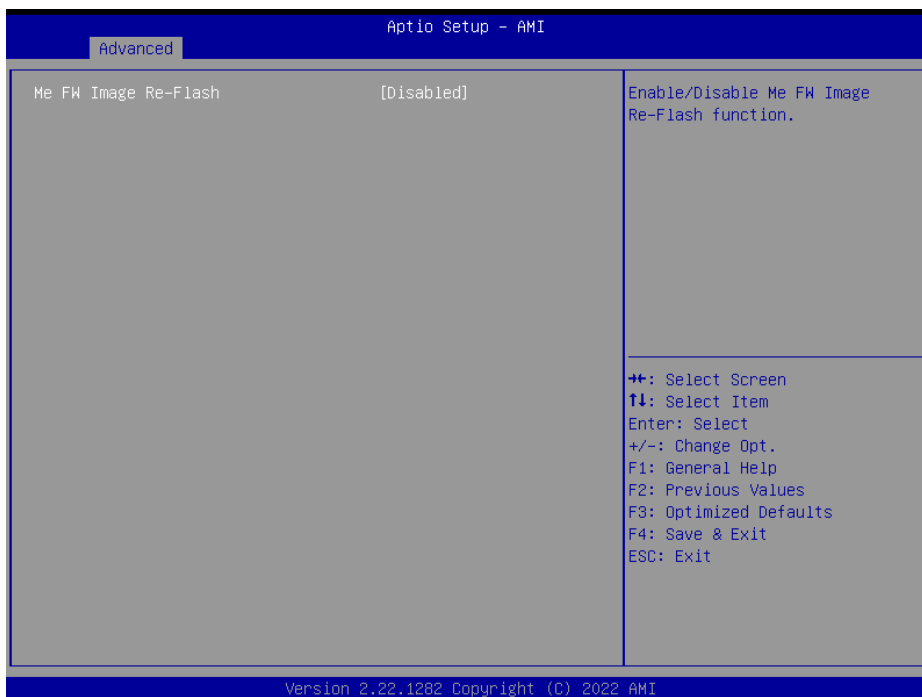 Aptio Setup - AMI
Advanced
Me FW Image Re-Flash [Disabled]
Enable/Disable Me FW Image
Re-Flash function.
→←: Select Screen
↑↓: Select Item
Enter: Select
+/-: Change Opt.
F1: General Help
F2: Previous Values
F3: Optimized Defaults
F4: Save & Exit
ESC: Exit
Version 2.22.1282 Copyright (C) 2022 AMI